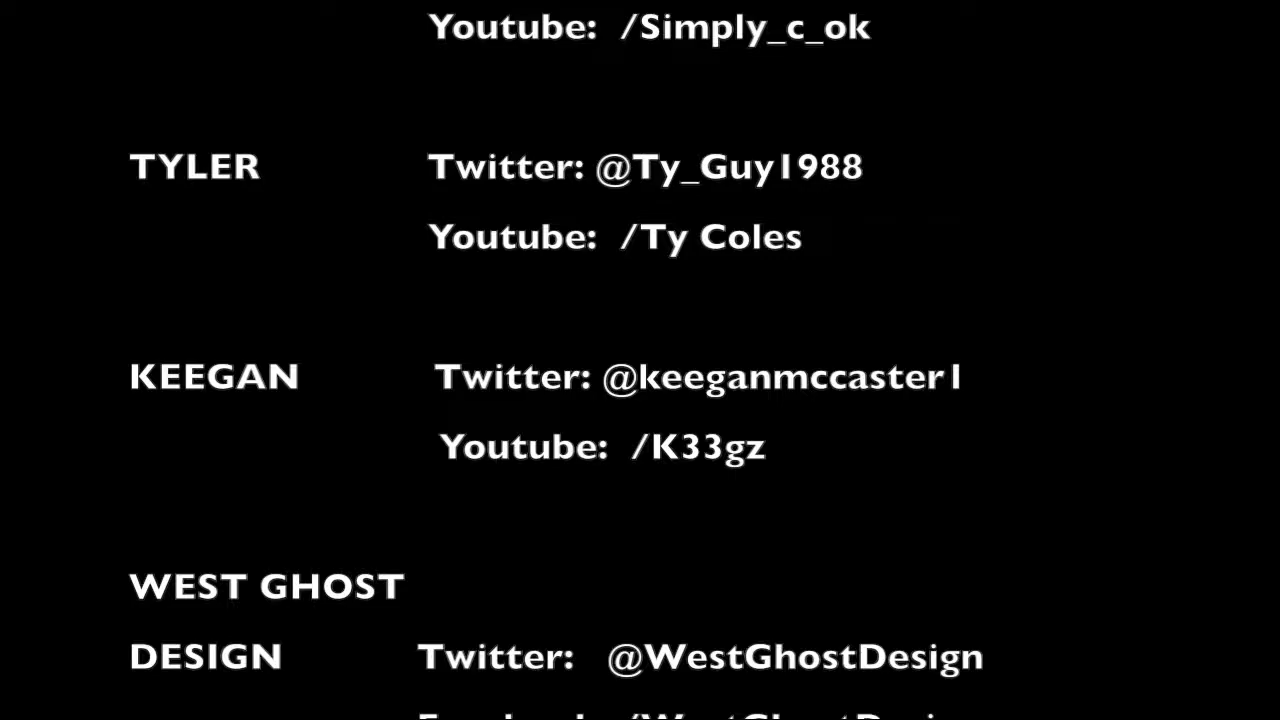 Youtube: /Simply_c_ok
TYLER Twitter: @Ty_Guy1988
Youtube: /Ty Coles
KEEGAN Twitter: @keeganmccaster1
Youtube: /K33gz
WEST GHOST
DESIGN Twitter: @WestGhostDesign